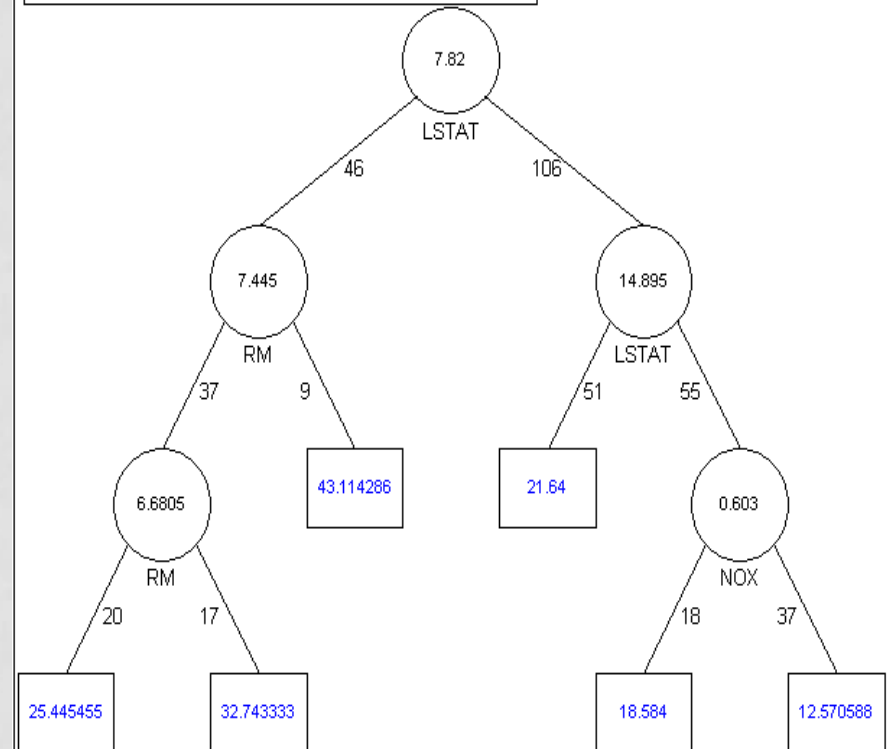 7.82
LSTAT
46 106
7.445 14.895
RM LSTAT
37 9 51 55
6.6805 43.114286 21.64 0.603
RM NOX
20 17 18 37
25.445455 32.743333 18.584 12.570588